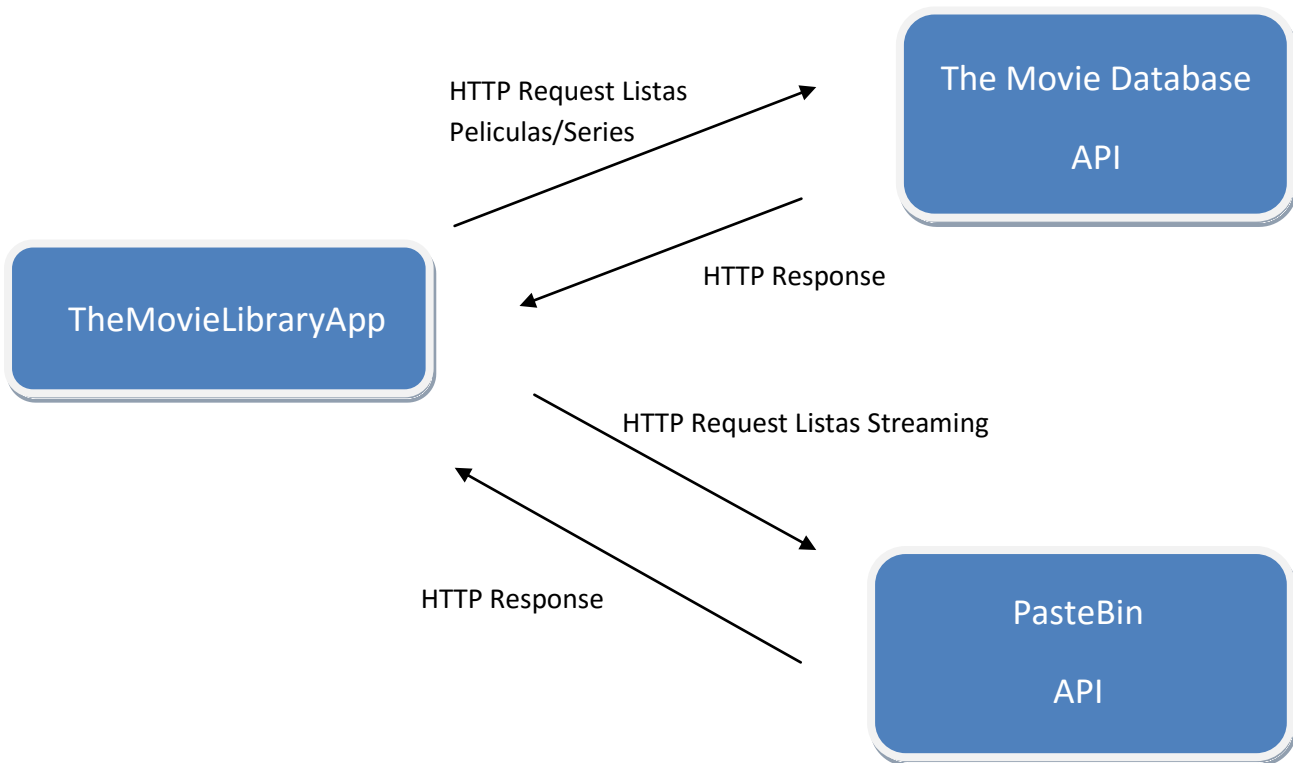 HTTP Request Listas
Peliculas/Series
The Movie Database
API
HTTP Response
TheMovieLibraryApp
HTTP Request Listas Streaming
HTTP Response
PasteBin
API